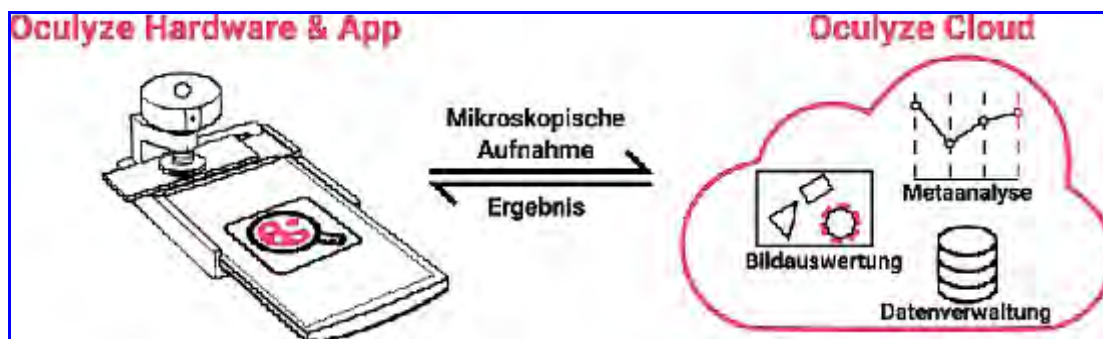 Oculyze Hardware & App
Oculyze Cloud
Mikroskopische
Aufnahme
Ergebnis
Metaanalyse
Bildauswertung
Datenverwaltung